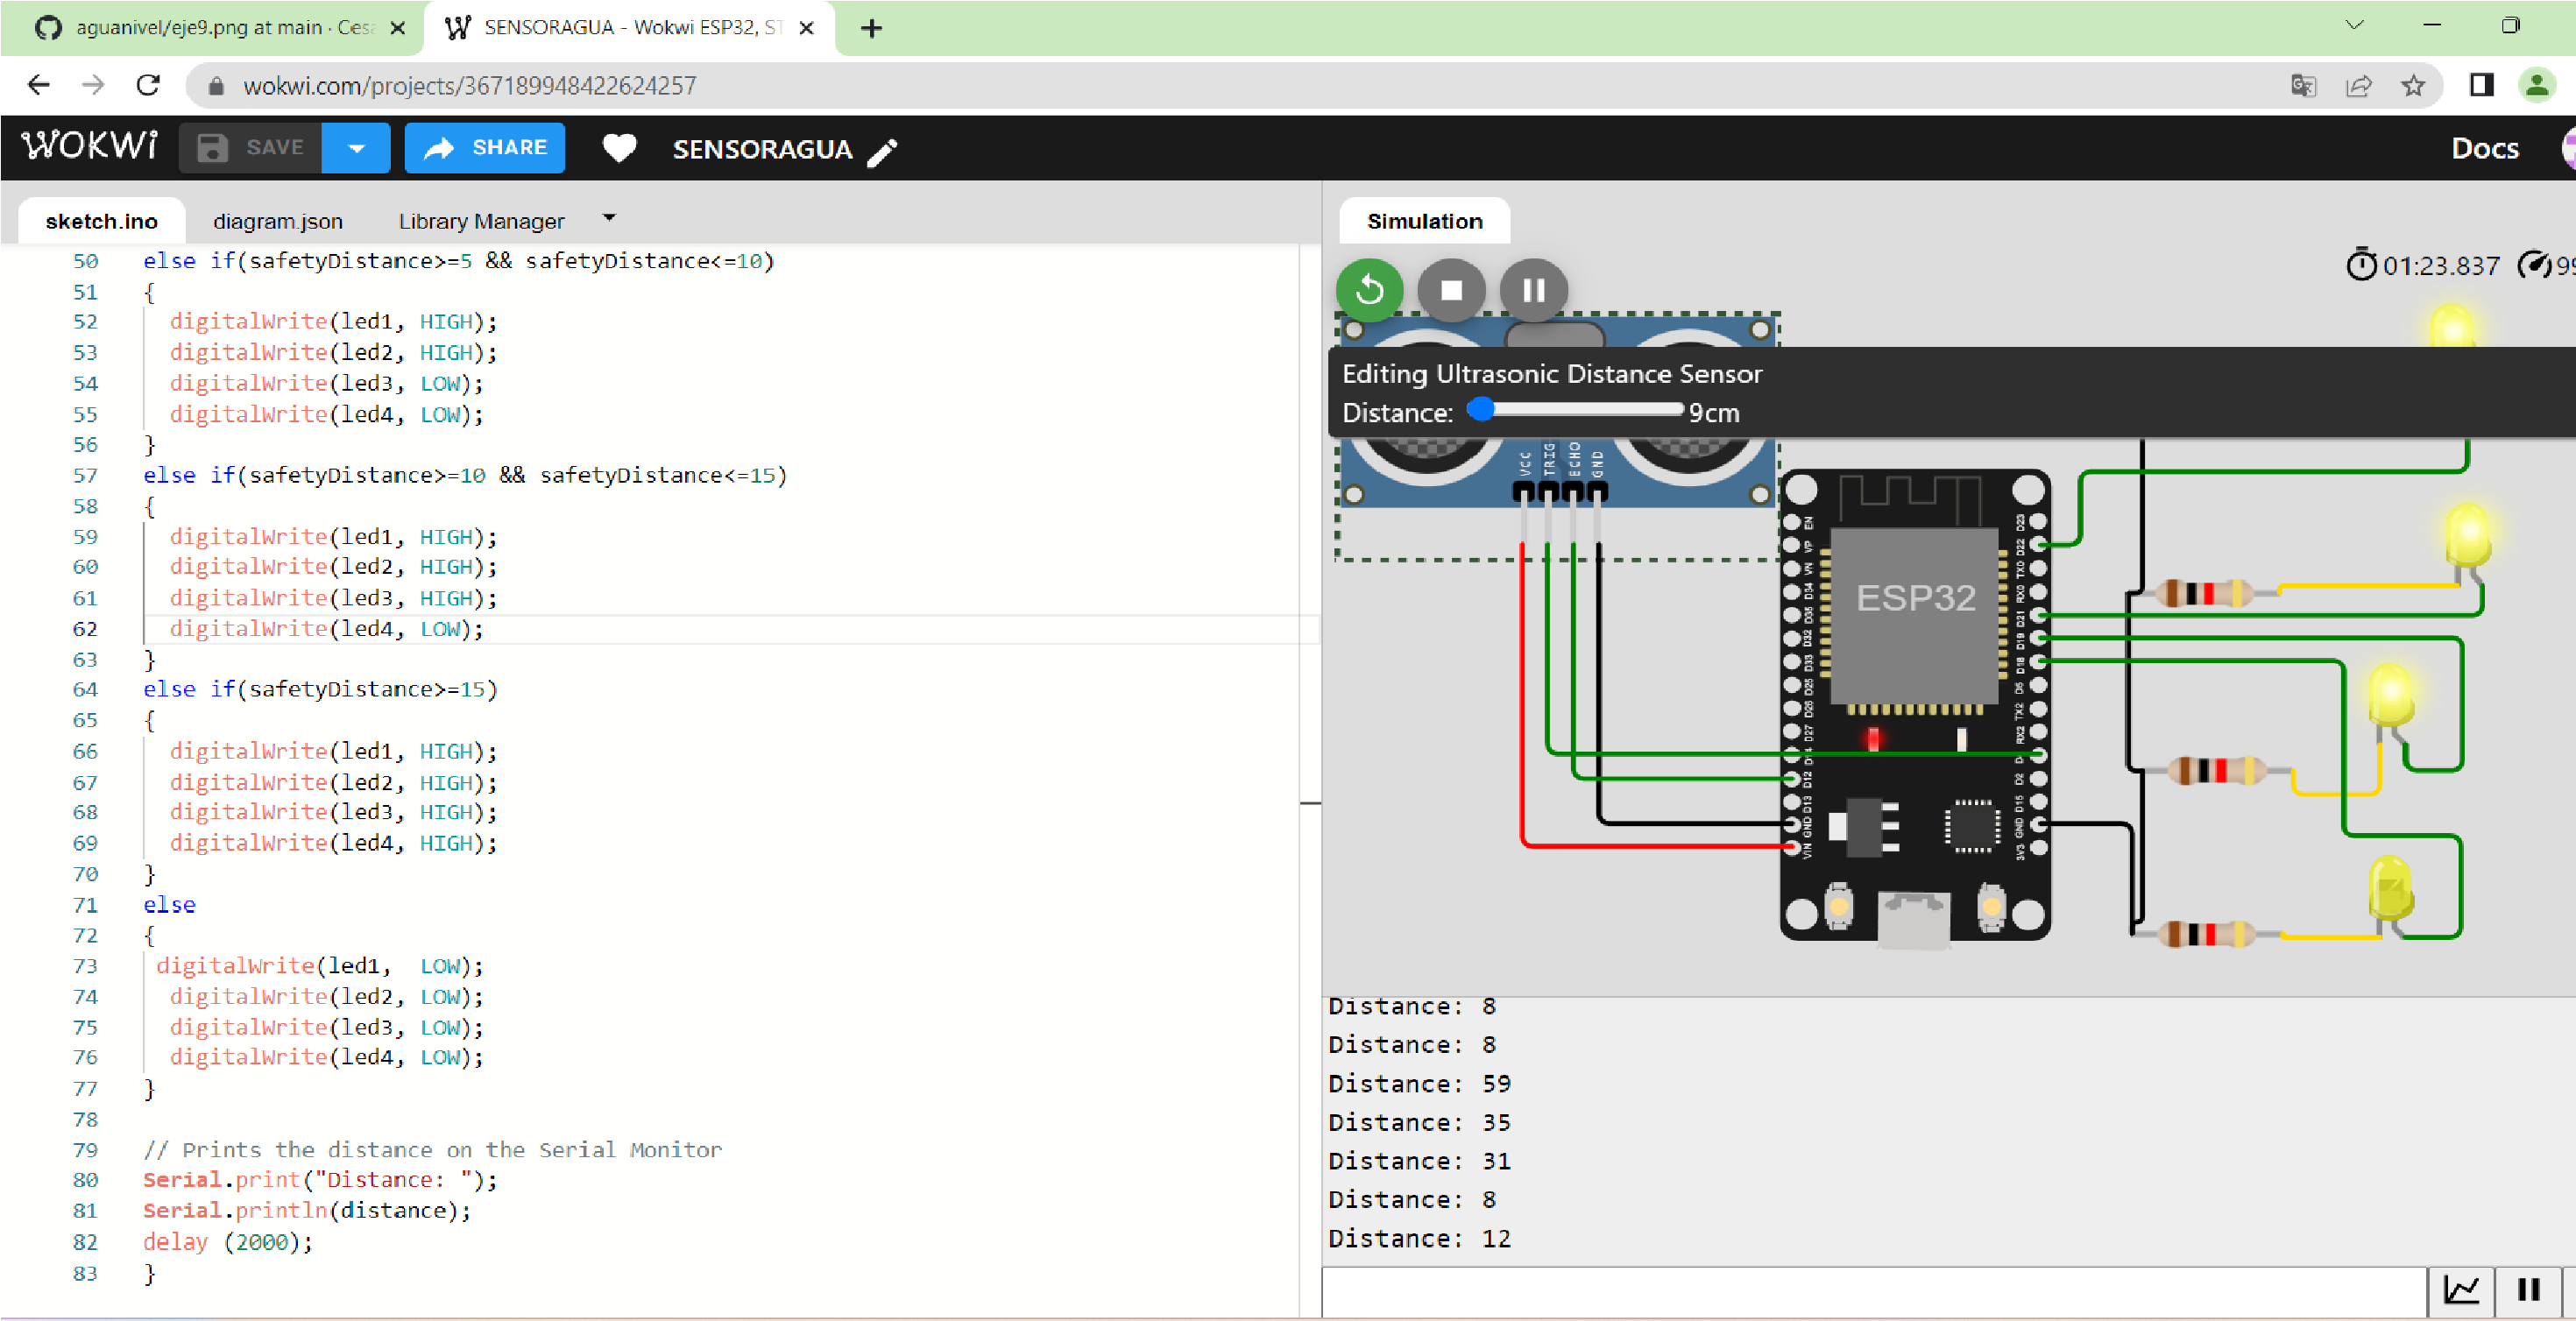 aguanivel/eje9.png at main · Ces
SENSORAGUA - Wokwi ESP32, ST
wokwi.com/projects/367189948422624257
WOKWi
SAVE
SHARE
SENSORAGUA
Docs
sketch.ino
diagram.json
Library Manager
50 else if(safetyDistance>=5 && safetyDistance<=10)
51 {
52 digitalWrite(led1, HIGH);
53 digitalWrite(led2, HIGH);
54 digitalWrite(led3, LOW);
55 digitalWrite(led4, LOW);
56 }
57 else if(safetyDistance>=10 && safetyDistance<=15)
58 {
59 digitalWrite(led1, HIGH);
60 digitalWrite(led2, HIGH);
61 digitalWrite(led3, HIGH);
62 digitalWrite(led4, LOW);
63 }
64 else if(safetyDistance>=15)
65 {
66 digitalWrite(led1, HIGH);
67 digitalWrite(led2, HIGH);
68 digitalWrite(led3, HIGH);
69 digitalWrite(led4, HIGH);
70 }
71 else
72 {
73 digitalWrite(led1,  LOW);
74 digitalWrite(led2, LOW);
75 digitalWrite(led3, LOW);
76 digitalWrite(led4, LOW);
77 }
78
79 // Prints the distance on the Serial Monitor
80 Serial.print("Distance: ");
81 Serial.println(distance);
82 delay (2000);
83 }
Simulation
01:23.837
99
Editing Ultrasonic Distance Sensor
Distance: 9cm
VCC
TRIG
ECHO
GND
ESP32
EN
VP
VN
D34
D35
D32
D33
D25
D26
D27
D14
D12
D13
GND
VIN
D23
D22
TX0
RX0
D21
D19
D18
D5
TX2
RX2
D2
D15
GND
3V3
Distance: 8
Distance: 8
Distance: 59
Distance: 35
Distance: 31
Distance: 8
Distance: 12